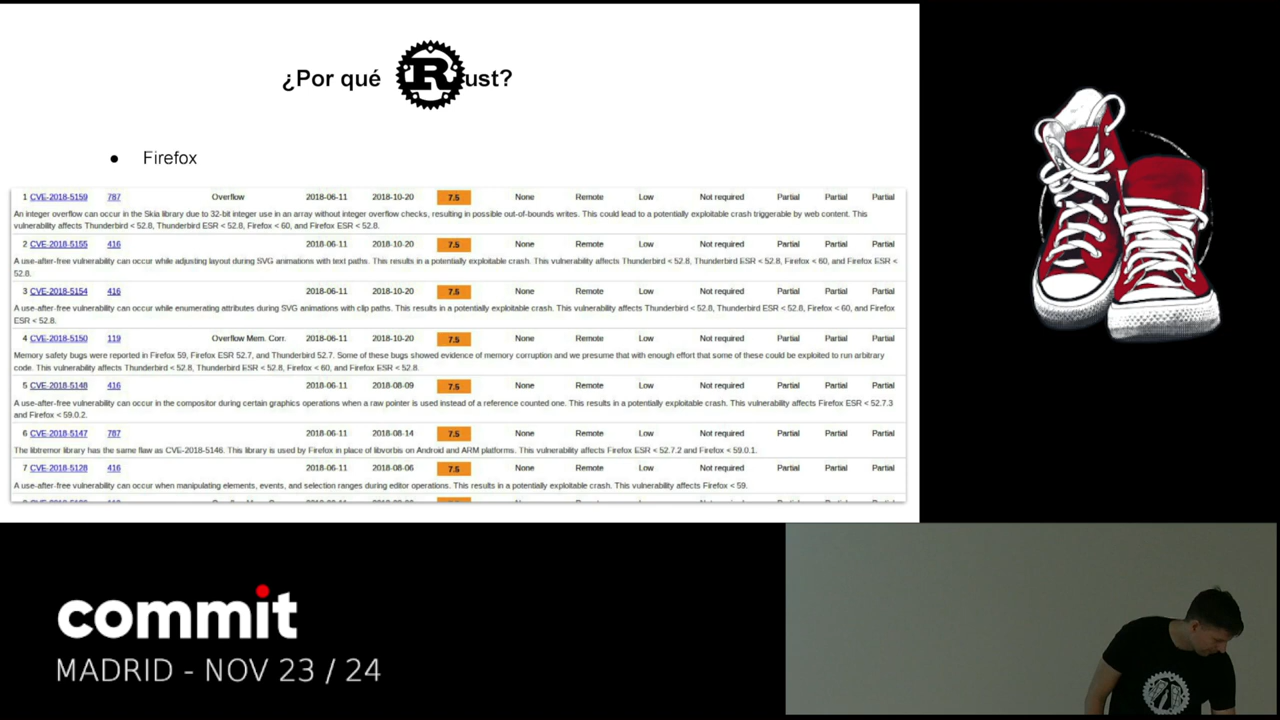 ¿Por qué Rust?
● Firefox
1 CVE-2018-5159 787 Overflow 2018-06-11 2018-10-20 7.5 None Remote Low Not required Partial Partial Partial
An integer overflow can occur in the Skia library due to 32-bit integer use in an array without integer overflow checks, resulting in possible out-of-bounds writes. This could lead to a potentially exploitable crash triggerable by web content. This
vulnerability affects Thunderbird < 52.8, Thunderbird ESR < 52.8, Firefox < 60, and Firefox ESR < 52.8.
2 CVE-2018-5155 416 2018-06-11 2018-10-20 7.5 None Remote Low Not required Partial Partial Partial
A use-after-free vulnerability can occur while adjusting layout during SVG animations with text paths. This results in a potentially exploitable crash. This vulnerability affects Thunderbird < 52.8, Thunderbird ESR < 52.8, Firefox < 60, and Firefox ESR <
52.8.
3 CVE-2018-5154 416 2018-06-11 2018-10-20 7.5 None Remote Low Not required Partial Partial Partial
A use-after-free vulnerability can occur while enumerating attributes during SVG animations with clip paths. This results in a potentially exploitable crash. This vulnerability affects Thunderbird < 52.8, Thunderbird ESR < 52.8, Firefox < 60, and Firefox
ESR < 52.8.
4 CVE-2018-5150 119 Overflow Mem. Corr. 2018-06-11 2018-10-20 7.5 None Remote Low Not required Partial Partial Partial
Memory safety bugs were reported in Firefox 59, Firefox ESR 52.7, and Thunderbird 52.7. Some of these bugs showed evidence of memory corruption and we presume that with enough effort that some of these could be exploited to run arbitrary
code. This vulnerability affects Thunderbird < 52.8, Thunderbird ESR < 52.8, Firefox < 60, and Firefox ESR < 52.8.
5 CVE-2018-5148 416 2018-06-11 2018-08-09 7.5 None Remote Low Not required Partial Partial Partial
A use-after-free vulnerability can occur in the compositor during certain graphics operations when a raw pointer is used instead of a reference counted one. This results in a potentially exploitable crash. This vulnerability affects Firefox ESR < 52.7.3
and Firefox < 59.0.2.
6 CVE-2018-5147 787 2018-06-11 2018-08-14 7.5 None Remote Low Not required Partial Partial Partial
The libtremor library has the same flaw as CVE-2018-5146. This library is used by Firefox in place of libvorbis on Android and ARM platforms. This vulnerability affects Firefox ESR < 52.7.2 and Firefox < 59.0.1.
7 CVE-2018-5128 416 2018-06-11 2018-08-06 7.5 None Remote Low Not required Partial Partial Partial
A use-after-free vulnerability can occur when manipulating elements, events, and selection ranges during editor operations. This results in a potentially exploitable crash. This vulnerability affects Firefox < 59.
commit
MADRID - NOV 23 / 24